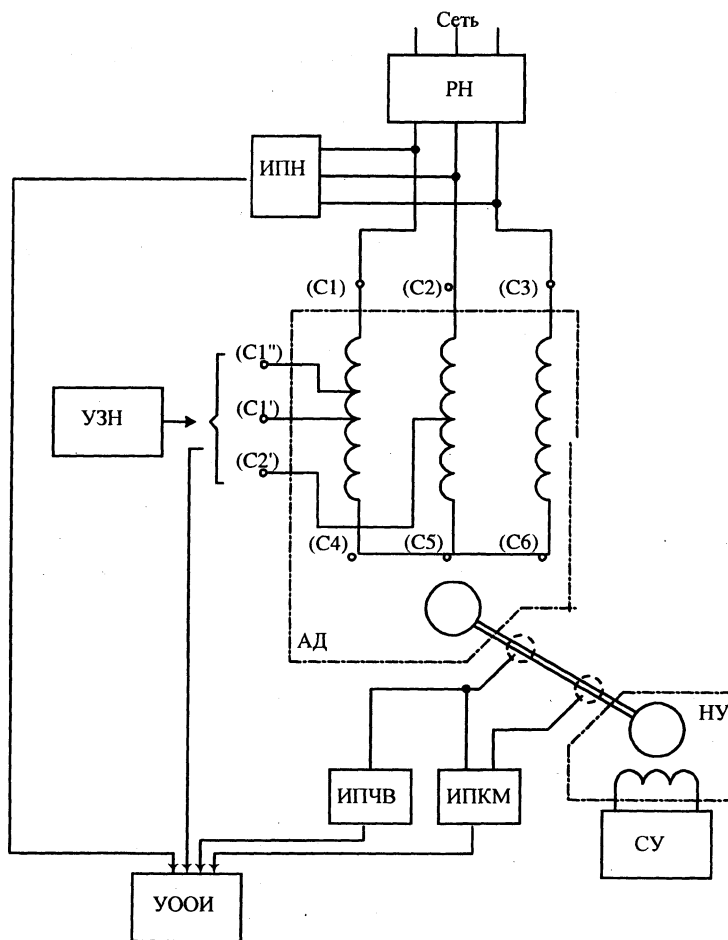 Сеть
РН
ИПН
(С1)
(С2)
(С3)
(С1")
УЗН
(С1')
(С2')
(С4)
(С5)
(С6)
АД
НУ
ИПЧВ
ИПКМ
СУ
УООИ